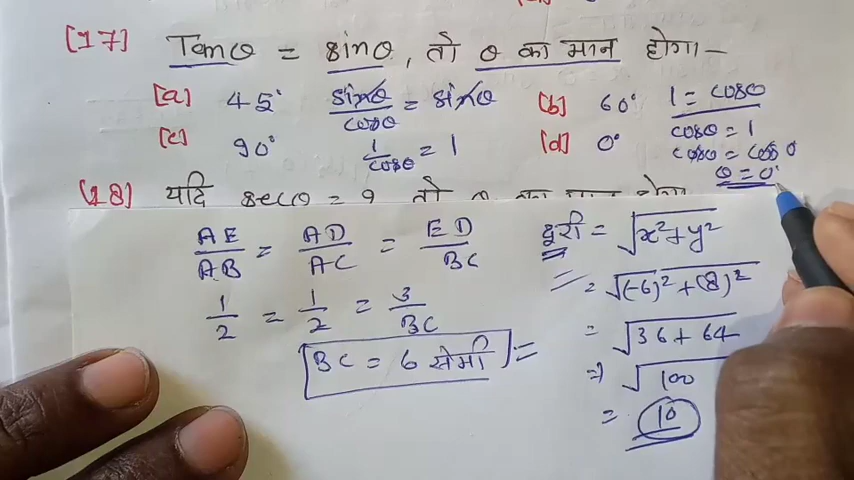 [17] Tanθ = sinθ, तो θ का मान होगा—
[a] 45° sinθ/cosθ = sinθ [b] 60° 1 = cosθ
[c] 90° 1/cosθ = 1 [d] 0° cosθ = 1
cosθ = cos 0
θ = 0°
[18] यदि secθ = तो θ का मान होगा
AE/AB = AD/AC = ED/BC
1/2 = 1/2 = 3/BC
BC = 6 सेमी
दूरी = √x²+y²
= √(-6)²+(8)²
= √36+64
=) √100
= 10